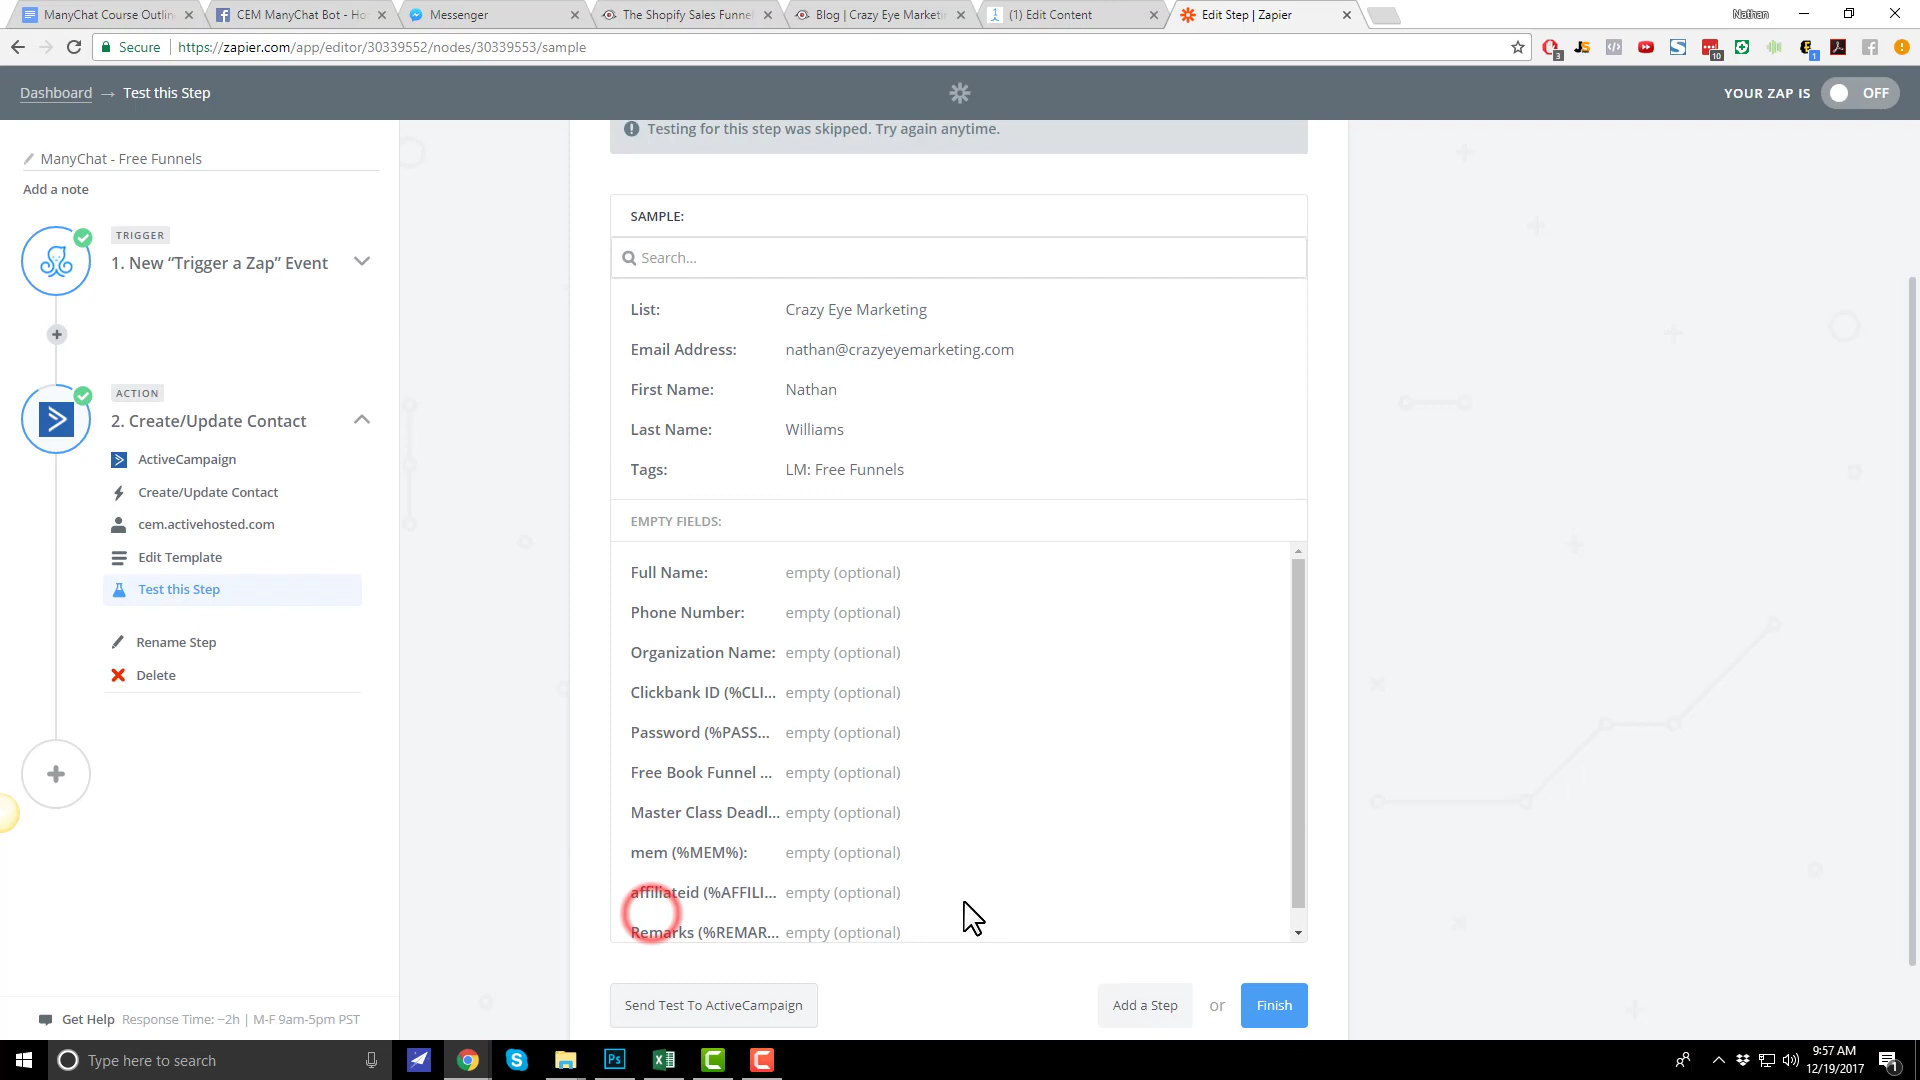 ManyChat Course Outlin
CEM ManyChat Bot - Ho
Messenger
The Shopify Sales Funne
Blog | Crazy Eye Marketi
(1) Edit Content
Edit Step | Zapier
Nathan
Secure
https://zapier.com/app/editor/30339552/nodes/30339553/sample
3
10
1
Dashboard → Test this Step
YOUR ZAP IS OFF
ManyChat - Free Funnels
Add a note
TRIGGER
1. New “Trigger a Zap” Event
ACTION
2. Create/Update Contact
ActiveCampaign
Create/Update Contact
cem.activehosted.com
Edit Template
Test this Step
Rename Step
Delete
Get Help Response Time: ~2h | M-F 9am-5pm PST
Testing for this step was skipped. Try again anytime.
SAMPLE:
Search...
List: Crazy Eye Marketing
Email Address: nathan@crazyeyemarketing.com
First Name: Nathan
Last Name: Williams
Tags: LM: Free Funnels
EMPTY FIELDS:
Full Name: empty (optional)
Phone Number: empty (optional)
Organization Name: empty (optional)
Clickbank ID (%CLI... empty (optional)
Password (%PASS... empty (optional)
Free Book Funnel ... empty (optional)
Master Class Deadl... empty (optional)
mem (%MEM%): empty (optional)
affiliateid (%AFFILI... empty (optional)
Remarks (%REMAR... empty (optional)
Send Test To ActiveCampaign
Add a Step or Finish
Type here to search
9:57 AM
12/19/2017
1